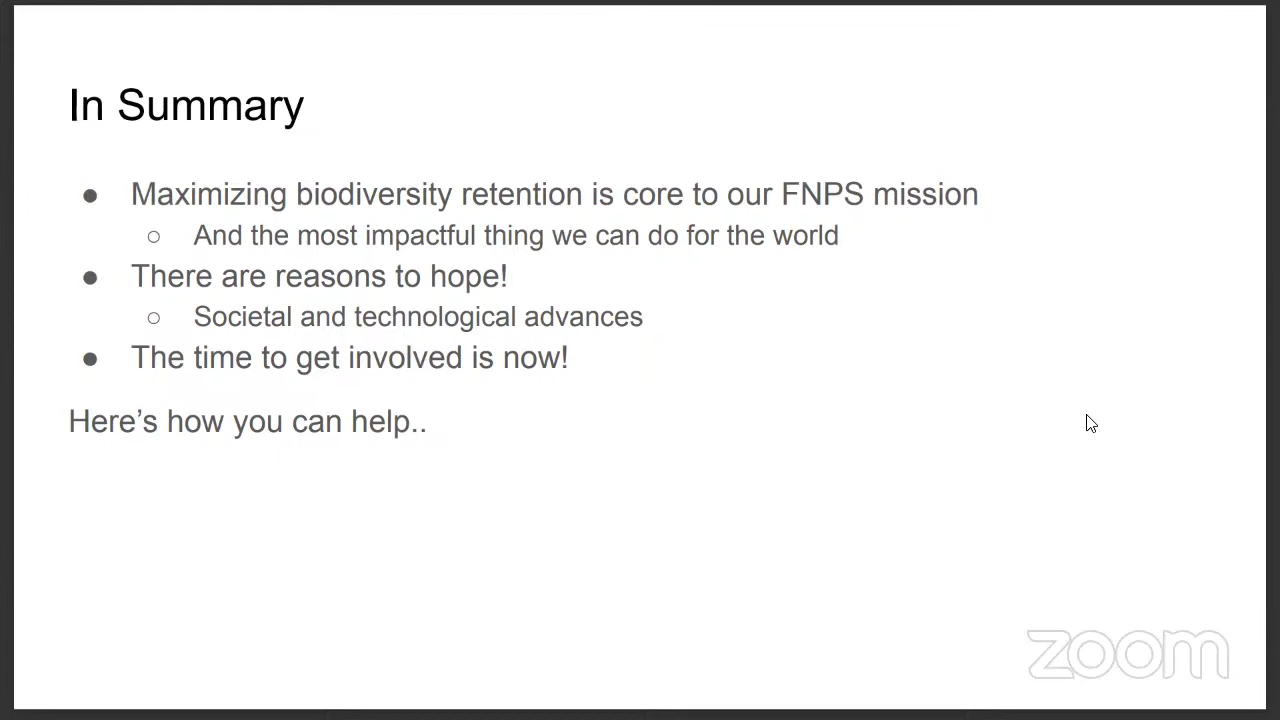 In Summary
● Maximizing biodiversity retention is core to our FNPS mission
○ And the most impactful thing we can do for the world
● There are reasons to hope!
○ Societal and technological advances
● The time to get involved is now!
Here’s how you can help..
zoom